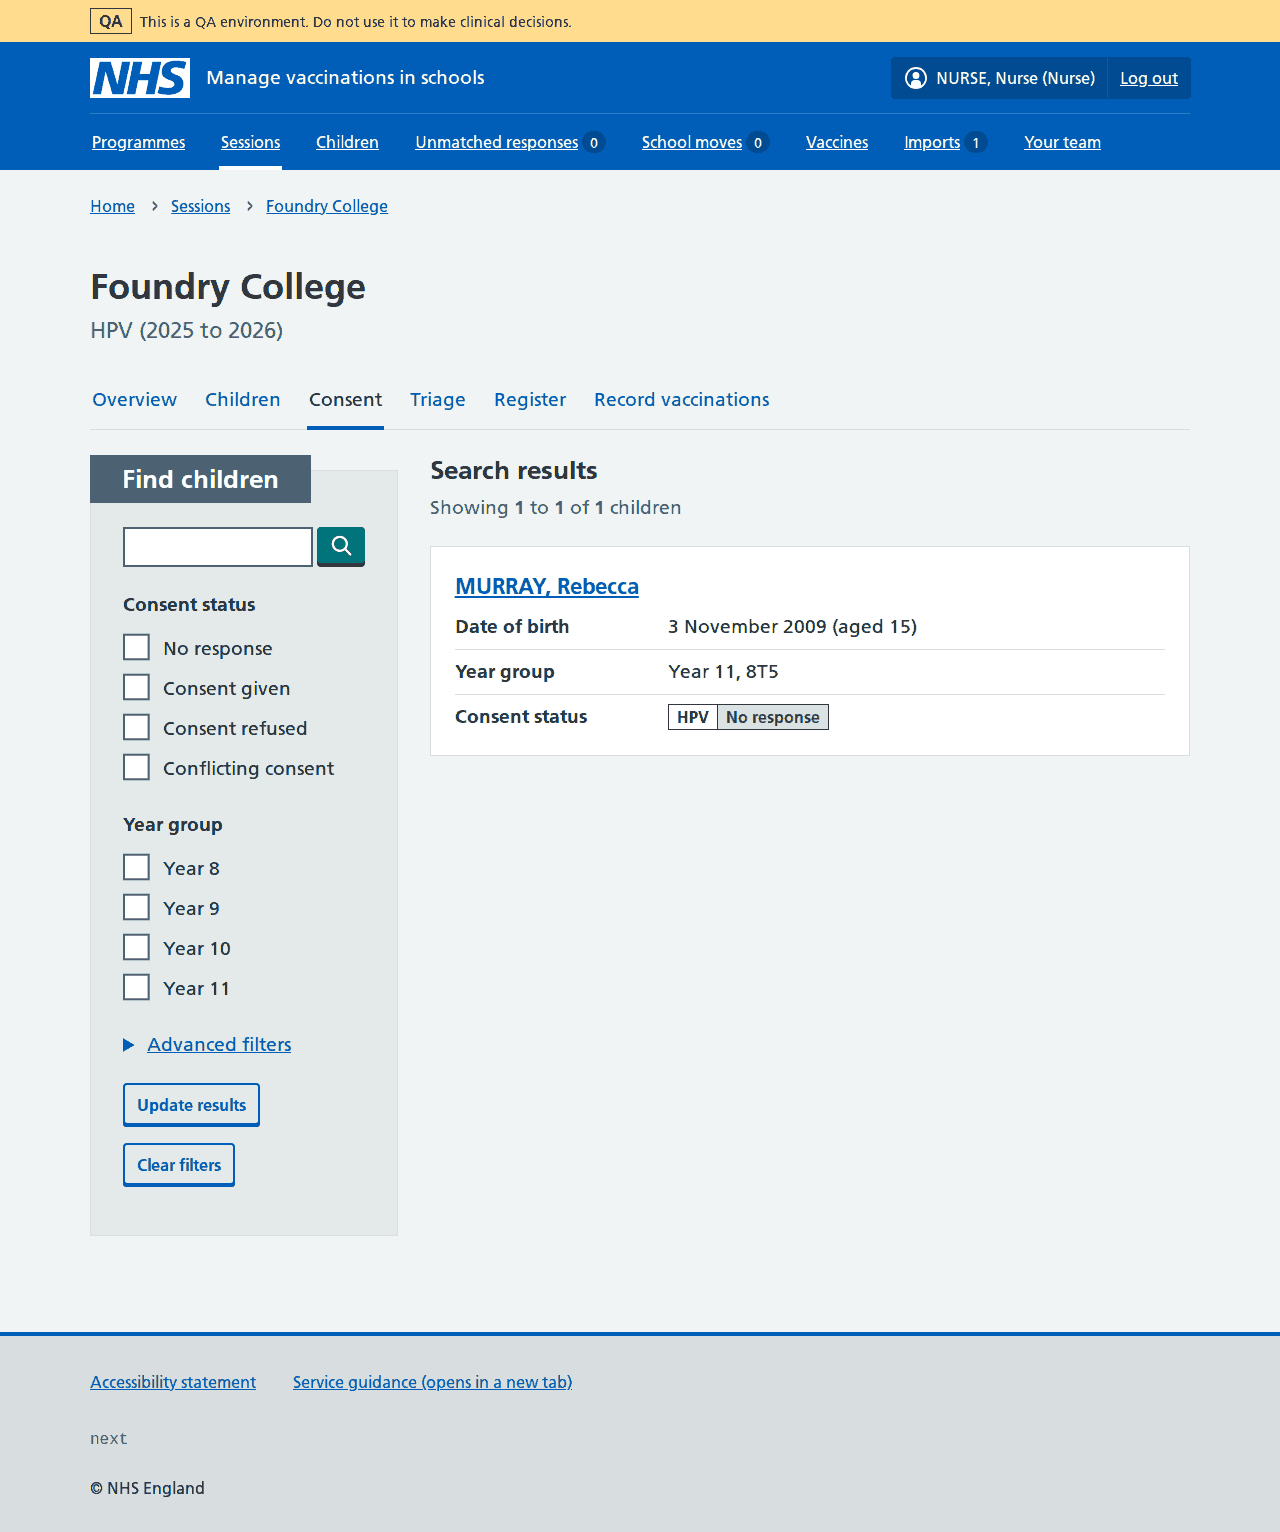 QA This is a QA environment. Do not use it to make clinical decisions.
NHS Manage vaccinations in schools NURSE, Nurse (Nurse) Log out
Programmes Sessions Children Unmatched responses 0 School moves 0 Vaccines Imports 1 Your team
Home Sessions Foundry College
Foundry College
HPV (2025 to 2026)
Overview Children Consent Triage Register Record vaccinations
Find children
Consent status
No response
Consent given
Consent refused
Conflicting consent
Year group
Year 8
Year 9
Year 10
Year 11
Advanced filters
Update results
Clear filters
Search results
Showing 1 to 1 of 1 children
MURRAY, Rebecca
Date of birth 3 November 2009 (aged 15)
Year group Year 11, 8T5
Consent status HPV No response
Accessibility statement Service guidance (opens in a new tab)
next
© NHS England